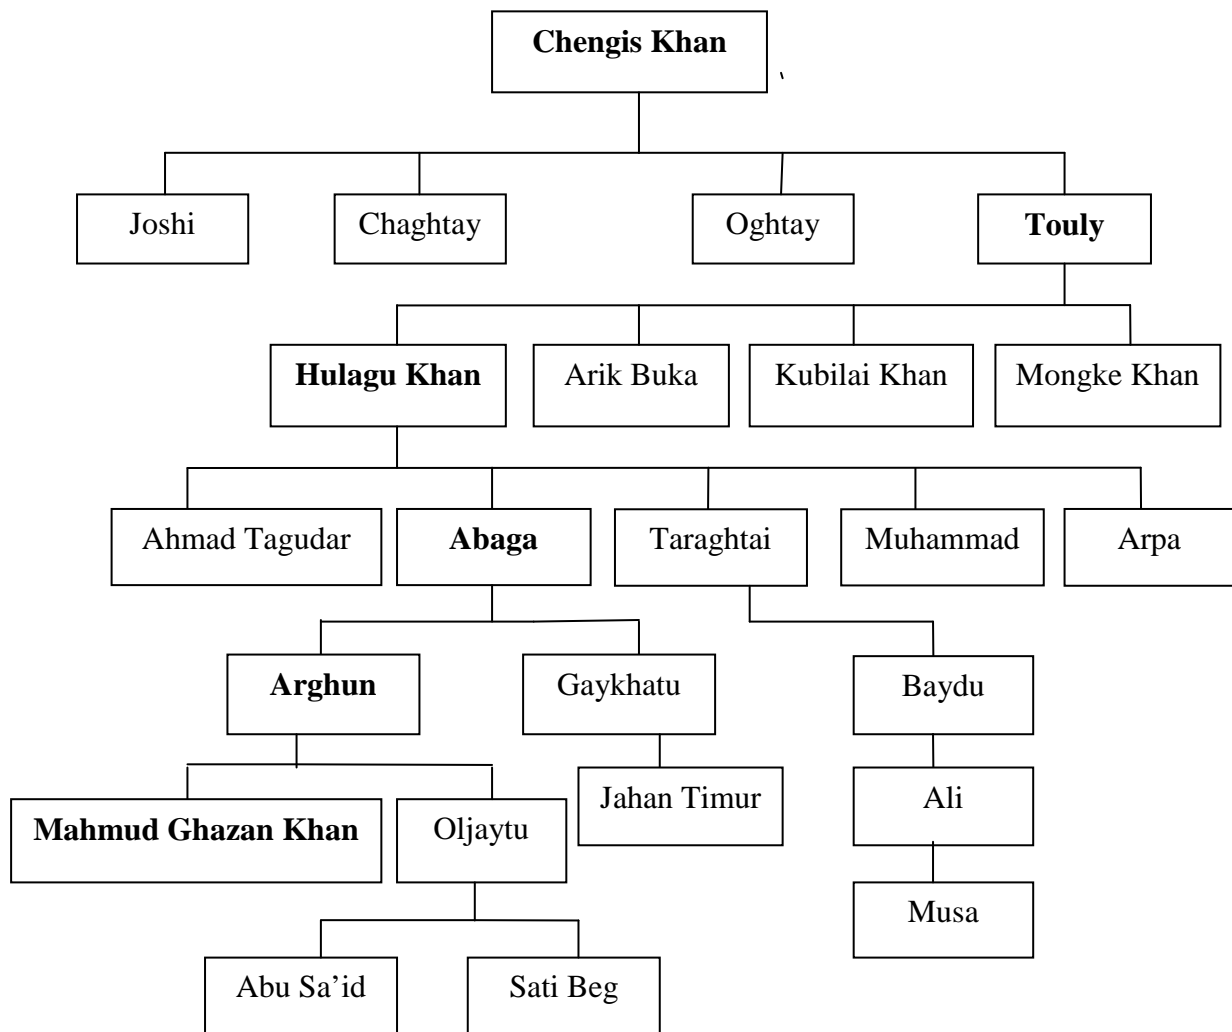 Chengis Khan
Joshi
Chaghtay
Oghtay
Touly
Hulagu Khan
Arik Buka
Kubilai Khan
Mongke Khan
Ahmad Tagudar
Abaga
Taraghtai
Muhammad
Arpa
Arghun
Gaykhatu
Baydu
Mahmud Ghazan Khan
Oljaytu
Jahan Timur
Ali
Musa
Abu Sa’id
Sati Beg